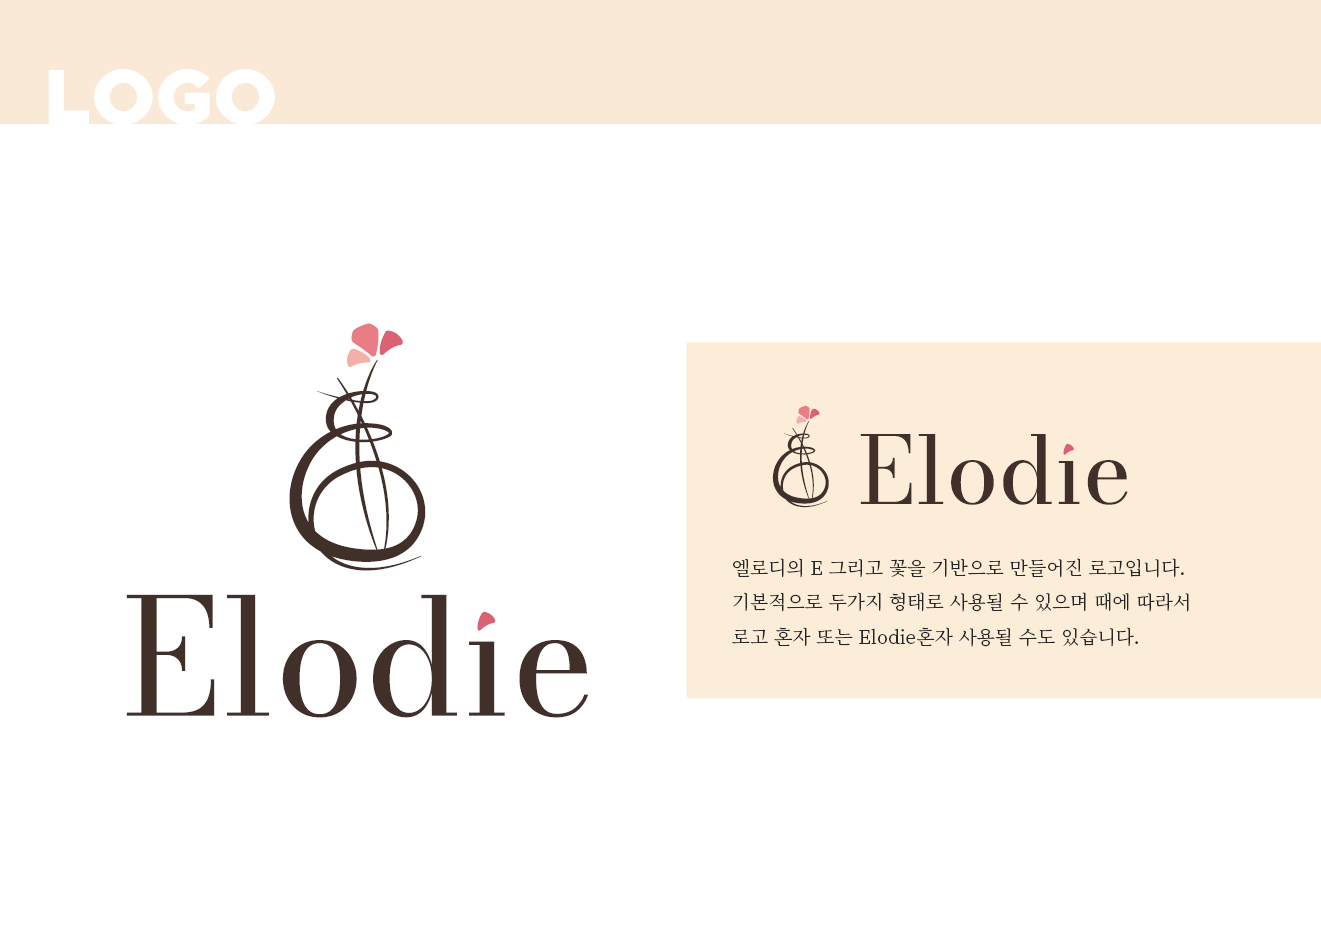 LOGO
Elodie
Elodie
엘로디의 E 그리고 꽃을 기반으로 만들어진 로고입니다.
기본적으로 두가지 형태로 사용될 수 있으며 때에 따라서
로고 혼자 또는 Elodie혼자 사용될 수도 있습니다.